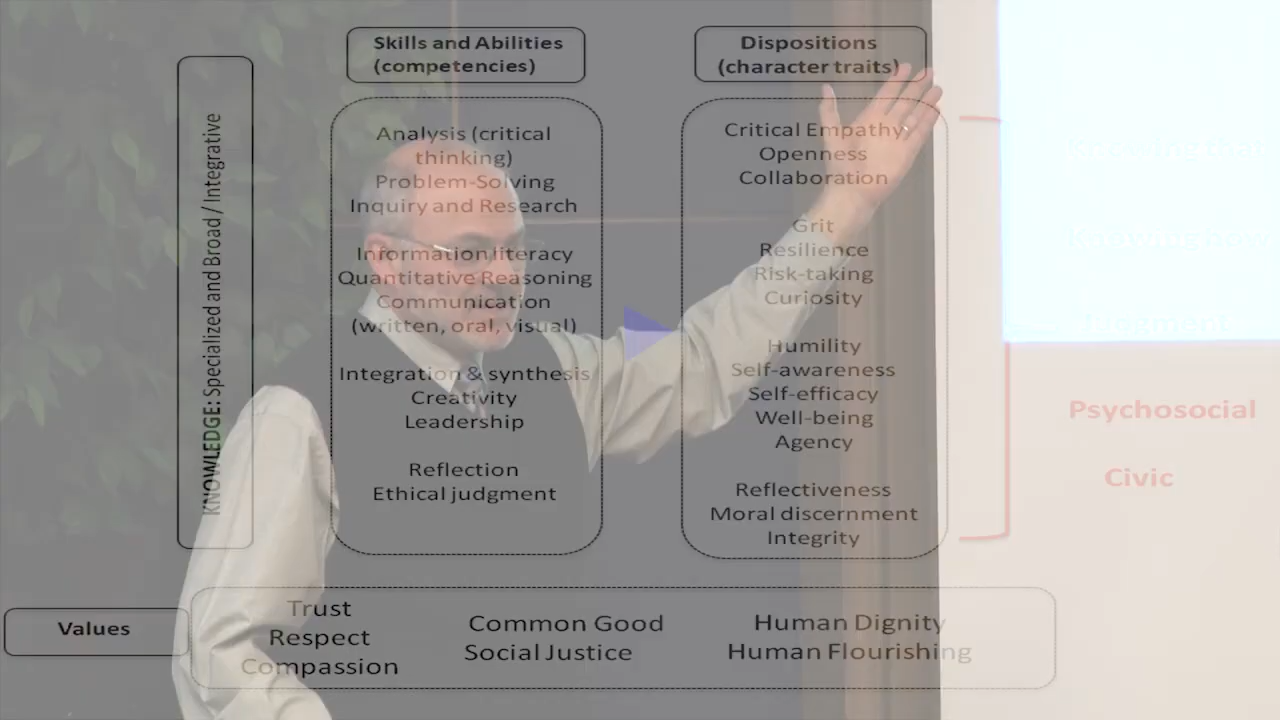 Skills and Abilities
(competencies)
Dispositions
(character traits)
KNOWLEDGE: Specialized and Broad / Integrative
Analysis (critical
thinking)
Problem-Solving
Inquiry and Research
Information literacy
Quantitative Reasoning
Communication
(written, oral, visual)
Integration & synthesis
Creativity
Leadership
Reflection
Ethical judgment
Critical Empathy
Openness
Collaboration
Grit
Resilience
Risk-taking
Curiosity
Humility
Self-awareness
Self-efficacy
Well-being
Agency
Reflectiveness
Moral discernment
Integrity
Psychosocial
Civic
Values
Trust
Respect
Compassion
Common Good
Social Justice
Human Dignity
Human Flourishing